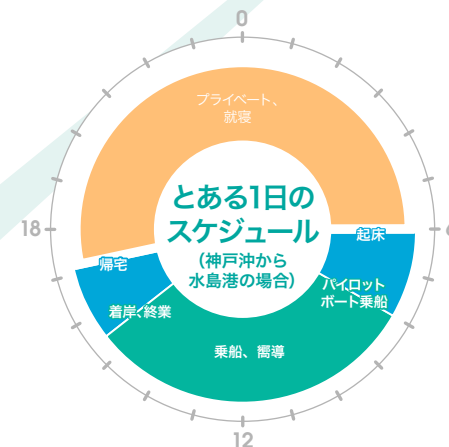 0
プライベート、
就寝
とある1日の
スケジュール
(神戸沖から
水島港の場合)
18
6
起床
帰宅
パイロット
ボート乗船
着岸、終業
乗船、嚮導
12